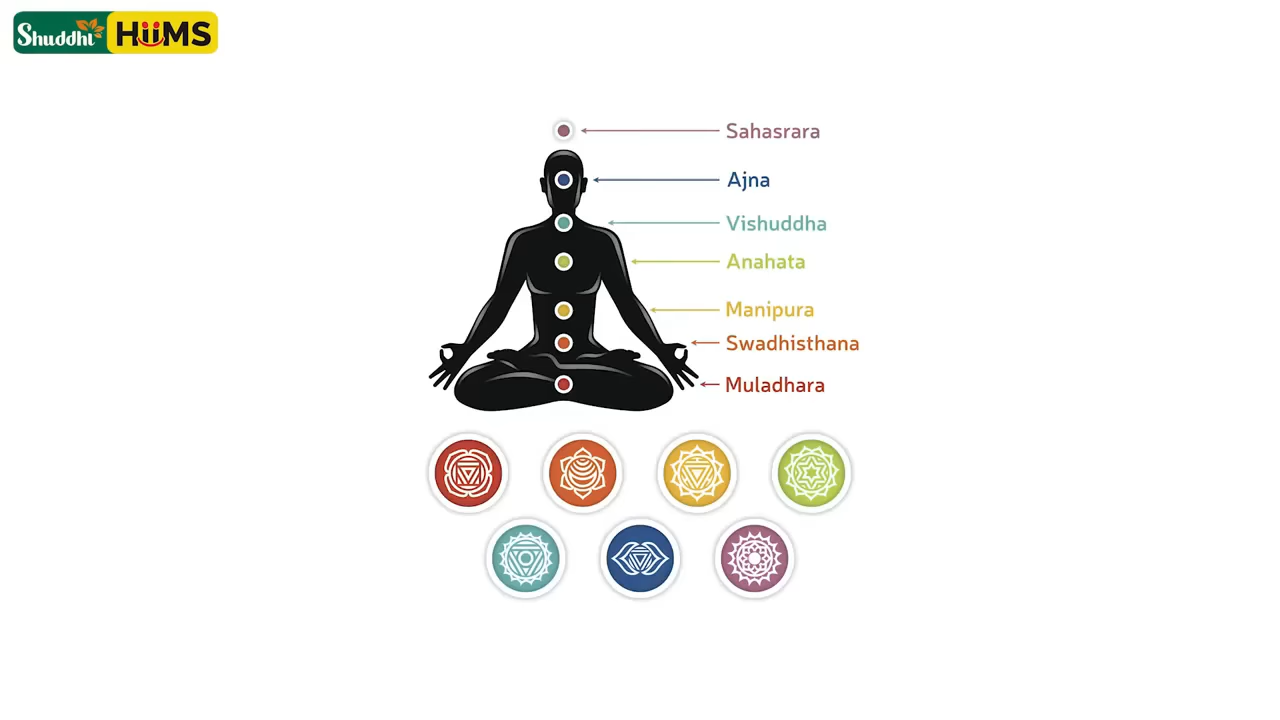 Shuddhi HiiMS
Sahasrara
Ajna
Vishuddha
Anahata
Manipura
Swadhisthana
Muladhara